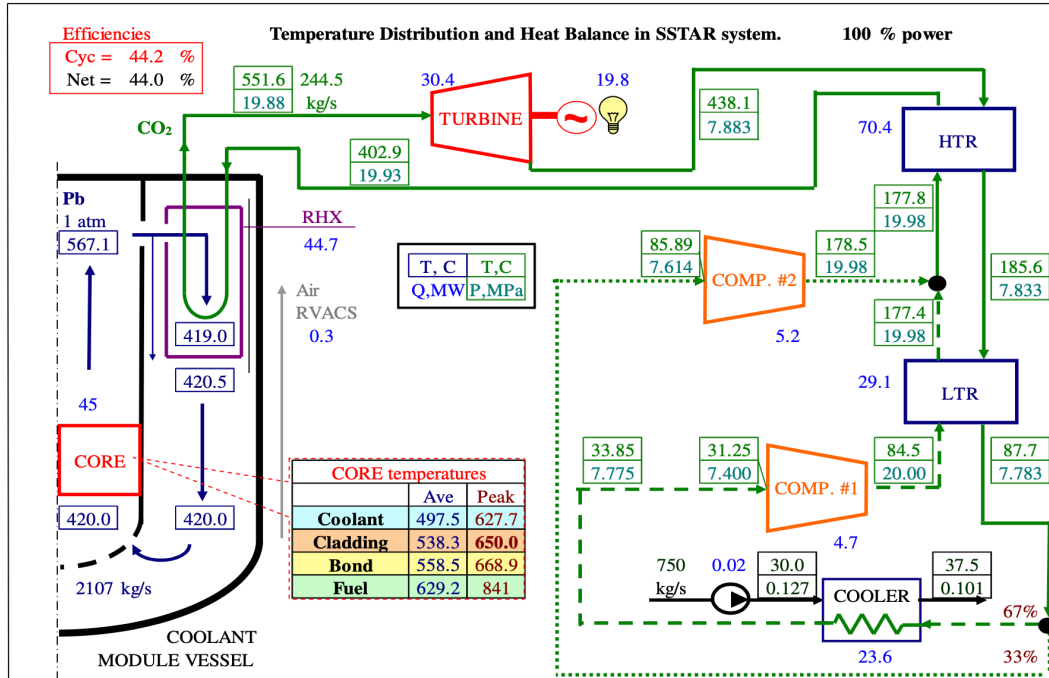 Efficiencies
Cyc = 44.2 %
Net = 44.0 %
Temperature Distribution and Heat Balance in SSTAR system. 100 % power
551.6 244.5
19.88 kg/s
CO₂
30.4
TURBINE
~
19.8
438.1
7.883
70.4
HTR
402.9
19.93
Pb
1 atm
567.1
RHX
44.7
T, C T,C
Q,MW P,MPa
85.89
7.614
COMP. #2
5.2
178.5
19.98
177.8
19.98
177.4
19.98
185.6
7.833
Air
RVACS
0.3
419.0
420.5
45
CORE
420.0
420.0
2107 kg/s
COOLANT
MODULE VESSEL
29.1
LTR
33.85
7.775
31.25
7.400
COMP. #1
4.7
84.5
20.00
87.7
7.783
CORE temperatures
Ave Peak
Coolant 497.5 627.7
Cladding 538.3 650.0
Bond 558.5 668.9
Fuel 629.2 841
750
kg/s
0.02
30.0
0.127
COOLER
23.6
37.5
0.101
67%
33%